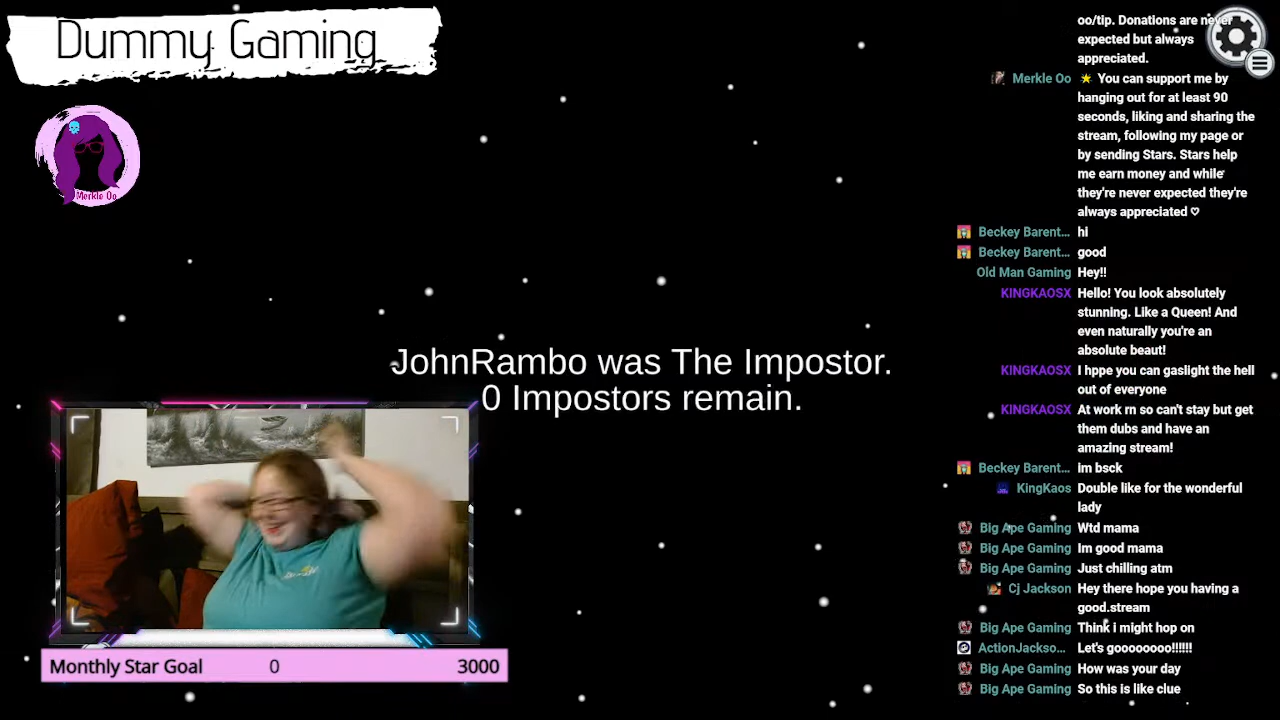 Dummy Gaming
Merkle Oo
JohnRambo was The Impostor.
0 Impostors remain.
Monthly Star Goal 0 3000
oo/tip. Donations are never
expected but always
appreciated.
Merkle Oo ⭐ You can support me by
hanging out for at least 90
seconds, liking and sharing the
stream, following my page or
by sending Stars. Stars help
me earn money and while
they're never expected they're
always appreciated ♡
Beckey Barent... hi
Beckey Barent... good
Old Man Gaming Hey!!
KINGKAOSX Hello! You look absolutely
stunning. Like a Queen! And
even naturally you're an
absolute beaut!
KINGKAOSX I hppe you can gaslight the hell
out of everyone
KINGKAOSX At work rn so can't stay but get
them dubs and have an
amazing stream!
Beckey Barent... im bsck
KingKaos Double like for the wonderful
lady
Big Ape Gaming Wtd mama
Big Ape Gaming Im good mama
Big Ape Gaming Just chilling atm
Cj Jackson Hey there hope you having a
good.stream
Big Ape Gaming Think i might hop on
ActionJackso... Let's goooooooo!!!!!!
Big Ape Gaming How was your day
Big Ape Gaming So this is like clue